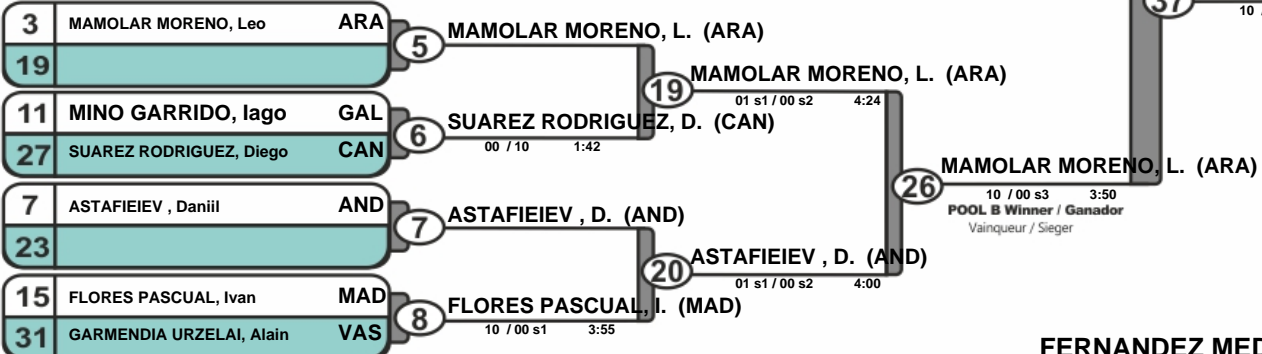 3 MAMOLAR MORENO, Leo ARA
19
5
MAMOLAR MORENO, L. (ARA)
11 MINO GARRIDO, Iago GAL
27 SUAREZ RODRIGUEZ, Diego CAN
6
SUAREZ RODRIGUEZ, D. (CAN)
00 / 10 1:42
19
MAMOLAR MORENO, L. (ARA)
01 s1 / 00 s2 4:24
7 ASTAFIEIEV , Daniil AND
23
7
ASTAFIEIEV , D. (AND)
15 FLORES PASCUAL, Ivan MAD
31 GARMENDIA URZELAI, Alain VAS
8
FLORES PASCUAL, I. (MAD)
10 / 00 s1 3:55
20
ASTAFIEIEV , D. (AND)
01 s1 / 00 s2 4:00
26
MAMOLAR MORENO, L. (ARA)
10 / 00 s3 3:50
POOL B Winner / Ganador
Vainqueur / Sieger
37
10
FERNANDEZ MED